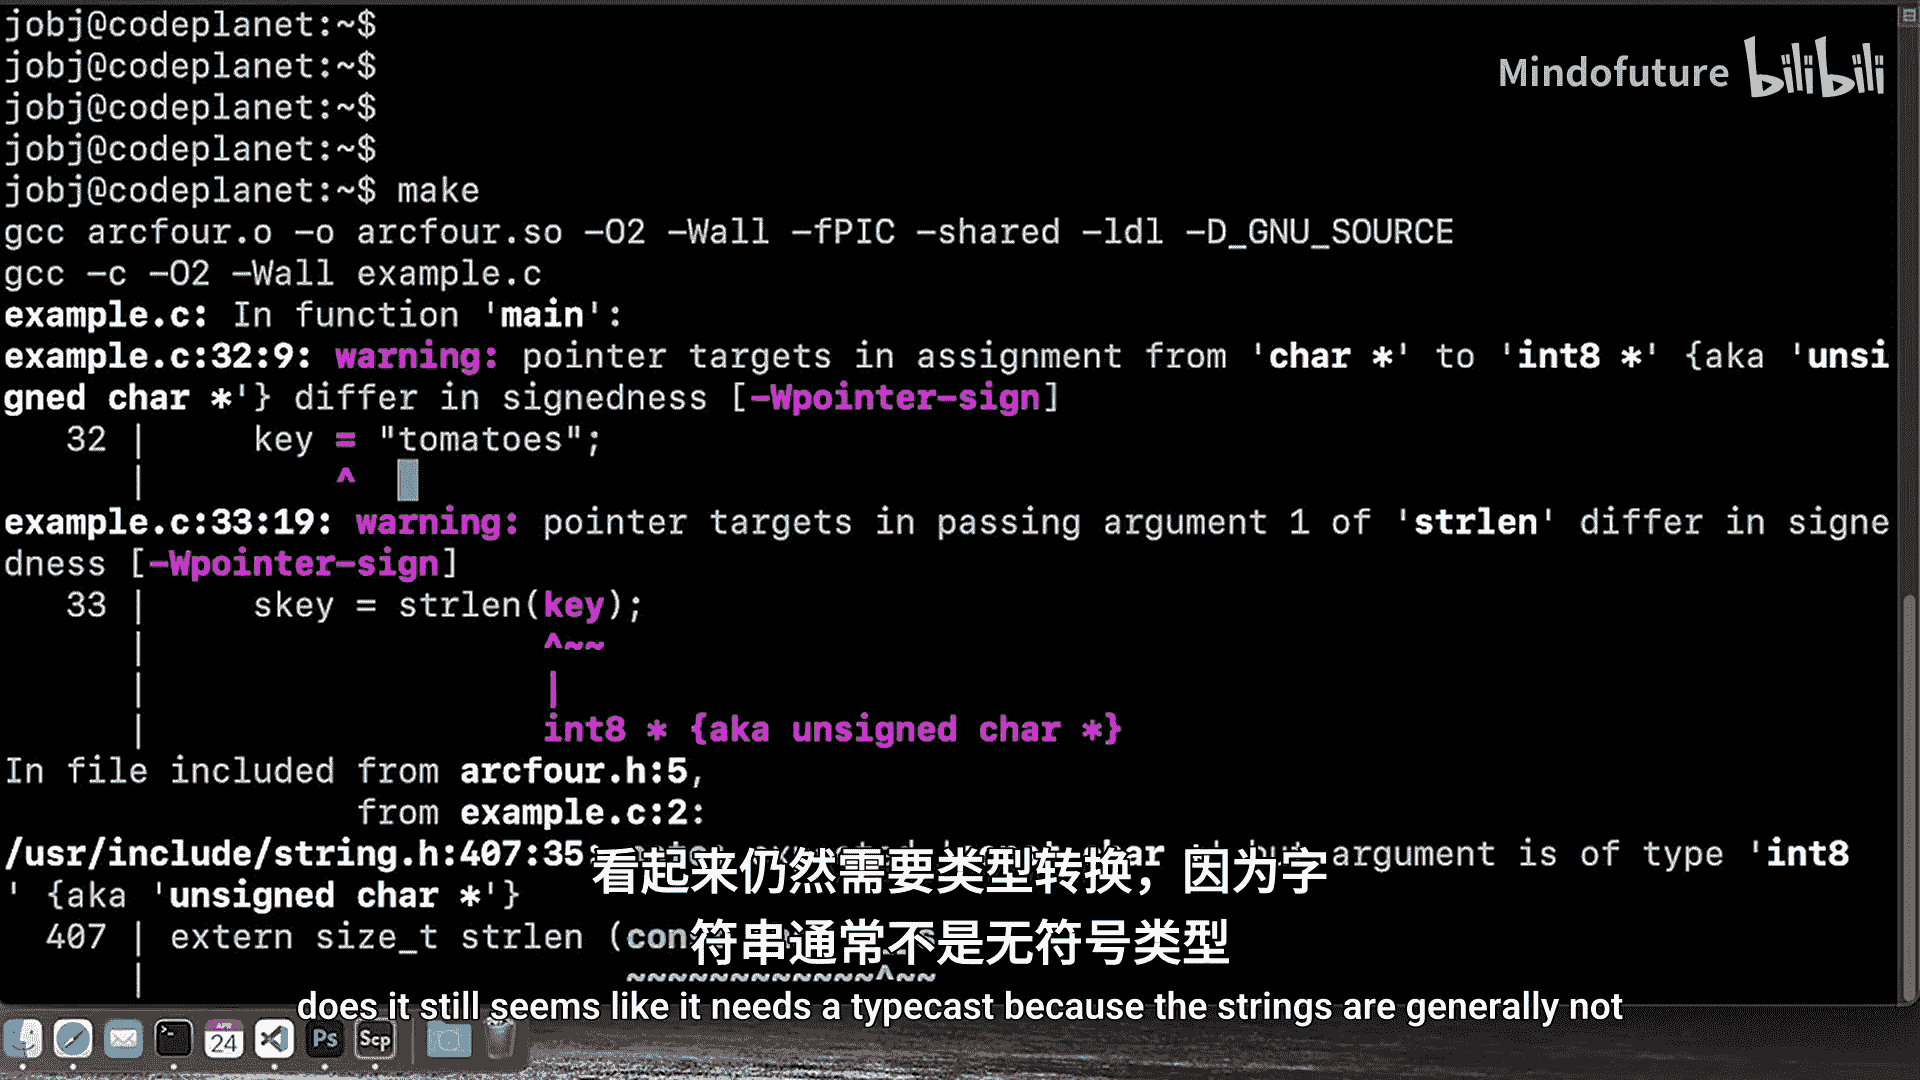 jobj@codeplanet:~$
jobj@codeplanet:~$
jobj@codeplanet:~$
jobj@codeplanet:~$
jobj@codeplanet:~$ make
gcc arcfour.o -o arcfour.so -O2 -Wall -fPIC -shared -ldl -D_GNU_SOURCE
gcc -c -O2 -Wall example.c
example.c: In function 'main':
example.c:32:9: warning: pointer targets in assignment from 'char *' to 'int8 *' {aka 'unsi
gned char *'} differ in signedness [-Wpointer-sign]
32 | key = "tomatoes";
| ^
example.c:33:19: warning: pointer targets in passing argument 1 of 'strlen' differ in signe
dness [-Wpointer-sign]
33 | skey = strlen(key);
| ^~~
| |
| int8 * {aka unsigned char *}
In file included from arcfour.h:5,
from example.c:2:
/usr/include/string.h:407:35: argument is of type 'int8
' {aka 'unsigned char *'}
407 | extern size_t strlen (
| ~~~~~~~~~~~~^~~
Mindofuture bilibili
看起来仍然需要类型转换，因为字
符串通常不是无符号类型
does it still seems like it needs a typecast because the strings are generally not
APR
24
Ps
Scp